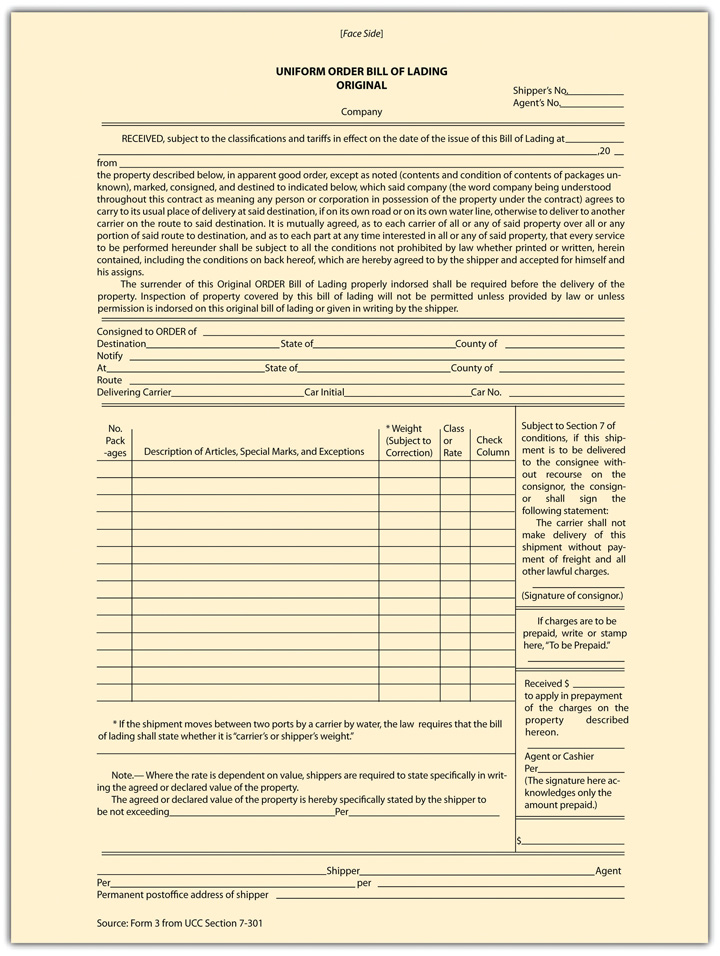 [Face Side]
UNIFORM ORDER BILL OF LADING
ORIGINAL
Shipper's No.
Agent's No.
Company
RECEIVED, subject to the classifications and tariffs in effect on the date of the issue of this Bill of Lading at
,20
from
the property described below, in apparent good order, except as noted (contents and condition of contents of packages un-
known), marked, consigned, and destined to indicated below, which said company (the word company being understood
throughout this contract as meaning any person or corporation in possession of the property under the contract) agrees to
carry to its usual place of delivery at said destination, if on its own road or on its own water line, otherwise to deliver to another
carrier on the route to said destination. It is mutually agreed, as to each carrier of all or any of said property over all or any
portion of said route to destination, and as to each part at any time interested in all or any of said property, that every service
to be performed hereunder shall be subject to all the conditions not prohibited by law whether printed or written, herein
contained, including the conditions on back hereof, which are hereby agreed to by the shipper and accepted for himself and
his assigns.
The surrender of this Original ORDER Bill of Lading properly indorsed shall be required before the delivery of the
property. Inspection of property covered by this bill of lading will not be permitted unless provided by law or unless
permission is indorsed on this original bill of lading or given in writing by the shipper.
Consigned to ORDER of
Destination State of County of
Notify
At State of County of
Route
Delivering Carrier Car Initial Car No.
No.
Pack
-ages
Description of Articles, Special Marks, and Exceptions
* Weight
(Subject to
Correction)
Class
or
Rate
Check
Column
Subject to Section 7 of
conditions, if this ship-
ment is to be delivered
to the consignee with-
out recourse on the
consignor, the consign-
or shall sign the
following statement:
The carrier shall not
make delivery of this
shipment without pay-
ment of freight and all
other lawful charges.
(Signature of consignor.)
If charges are to be
prepaid, write or stamp
here, "To be Prepaid."
Received $
to apply in prepayment
of the charges on the
property described
hereon.
Agent or Cashier
Per
(The signature here ac-
knowledges only the
amount prepaid.)
$
* If the shipment moves between two ports by a carrier by water, the law requires that the bill
of lading shall state whether it is "carrier's or shipper's weight."
Note.— Where the rate is dependent on value, shippers are required to state specifically in writ-
ing the agreed or declared value of the property.
The agreed or declared value of the property is hereby specifically stated by the shipper to
be not exceeding Per
Shipper Agent
Per per
Permanent postoffice address of shipper
Source: Form 3 from UCC Section 7-301